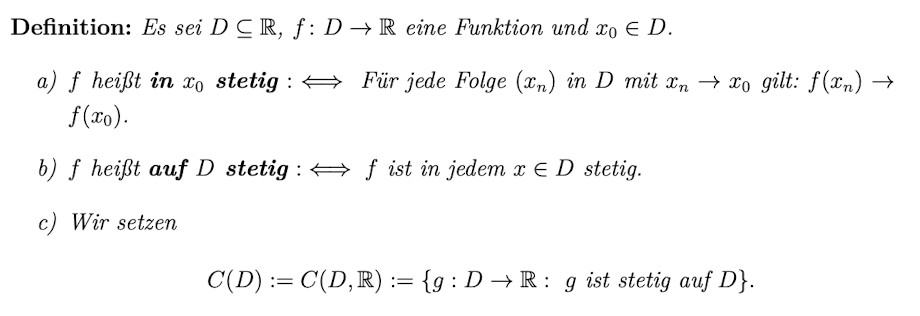 Definition: Es sei D ⊆ ℝ, f: D → ℝ eine Funktion und x₀ ∈ D.
a) f heißt in x₀ stetig :⟺ Für jede Folge (xₙ) in D mit xₙ → x₀ gilt: f(xₙ) →
f(x₀).
b) f heißt auf D stetig :⟺ f ist in jedem x ∈ D stetig.
c) Wir setzen
C(D) := C(D, ℝ) := {g : D → ℝ : g ist stetig auf D}.